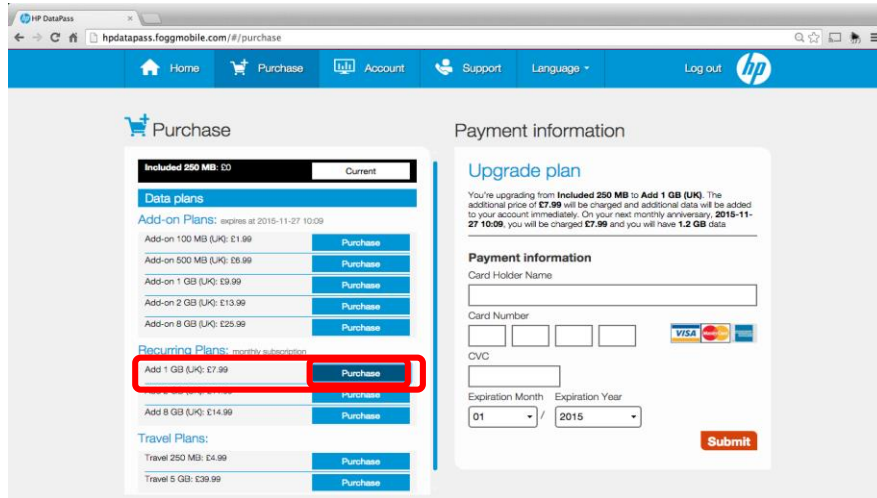 HP DataPass
hpdatapass.foggmobile.com/#/purchase
Home Purchase Account Support Language Log out hp
Purchase
Included 250 MB: £0 Current
Data plans
Add-on Plans: expires at 2015-11-27 10:09
Add-on 100 MB (UK): £1.99 Purchase
Add-on 500 MB (UK): £6.99 Purchase
Add-on 1 GB (UK): £9.99 Purchase
Add-on 2 GB (UK): £13.99 Purchase
Add-on 8 GB (UK): £25.99 Purchase
Recurring Plans: monthly subscription
Add 1 GB (UK): £7.99 Purchase
Purchase
Add 8 GB (UK): £14.99 Purchase
Travel Plans:
Travel 250 MB: £4.99 Purchase
Travel 5 GB: £39.99 Purchase
Payment information
Upgrade plan
You're upgrading from Included 250 MB to Add 1 GB (UK). The
additional price of £7.99 will be charged and additional data will be added
to your account immediately. On your next monthly anniversary, 2015-11-
27 10:09, you will be charged £7.99 and you will have 1.2 GB data
Payment information
Card Holder Name
Card Number
VISA MasterCard
CVC
Expiration Month Expiration Year
01 / 2015
Submit